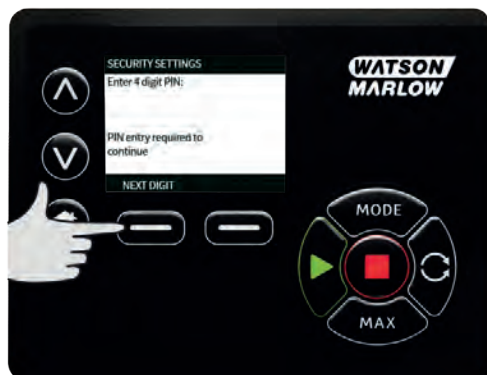 SECURITY SETTINGS
Enter 4 digit PIN:
PIN entry required to
continue
NEXT DIGIT
WATSON
MARLOW
MODE
MAX